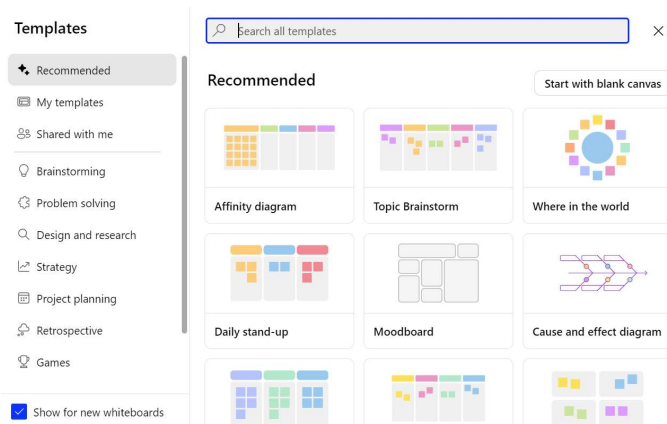 Templates
Search all templates
Recommended
My templates
Shared with me
Brainstorming
Problem solving
Design and research
Strategy
Project planning
Retrospective
Games
Show for new whiteboards
Recommended
Start with blank canvas
Affinity diagram
Topic Brainstorm
Where in the world
Daily stand-up
Moodboard
Cause and effect diagram